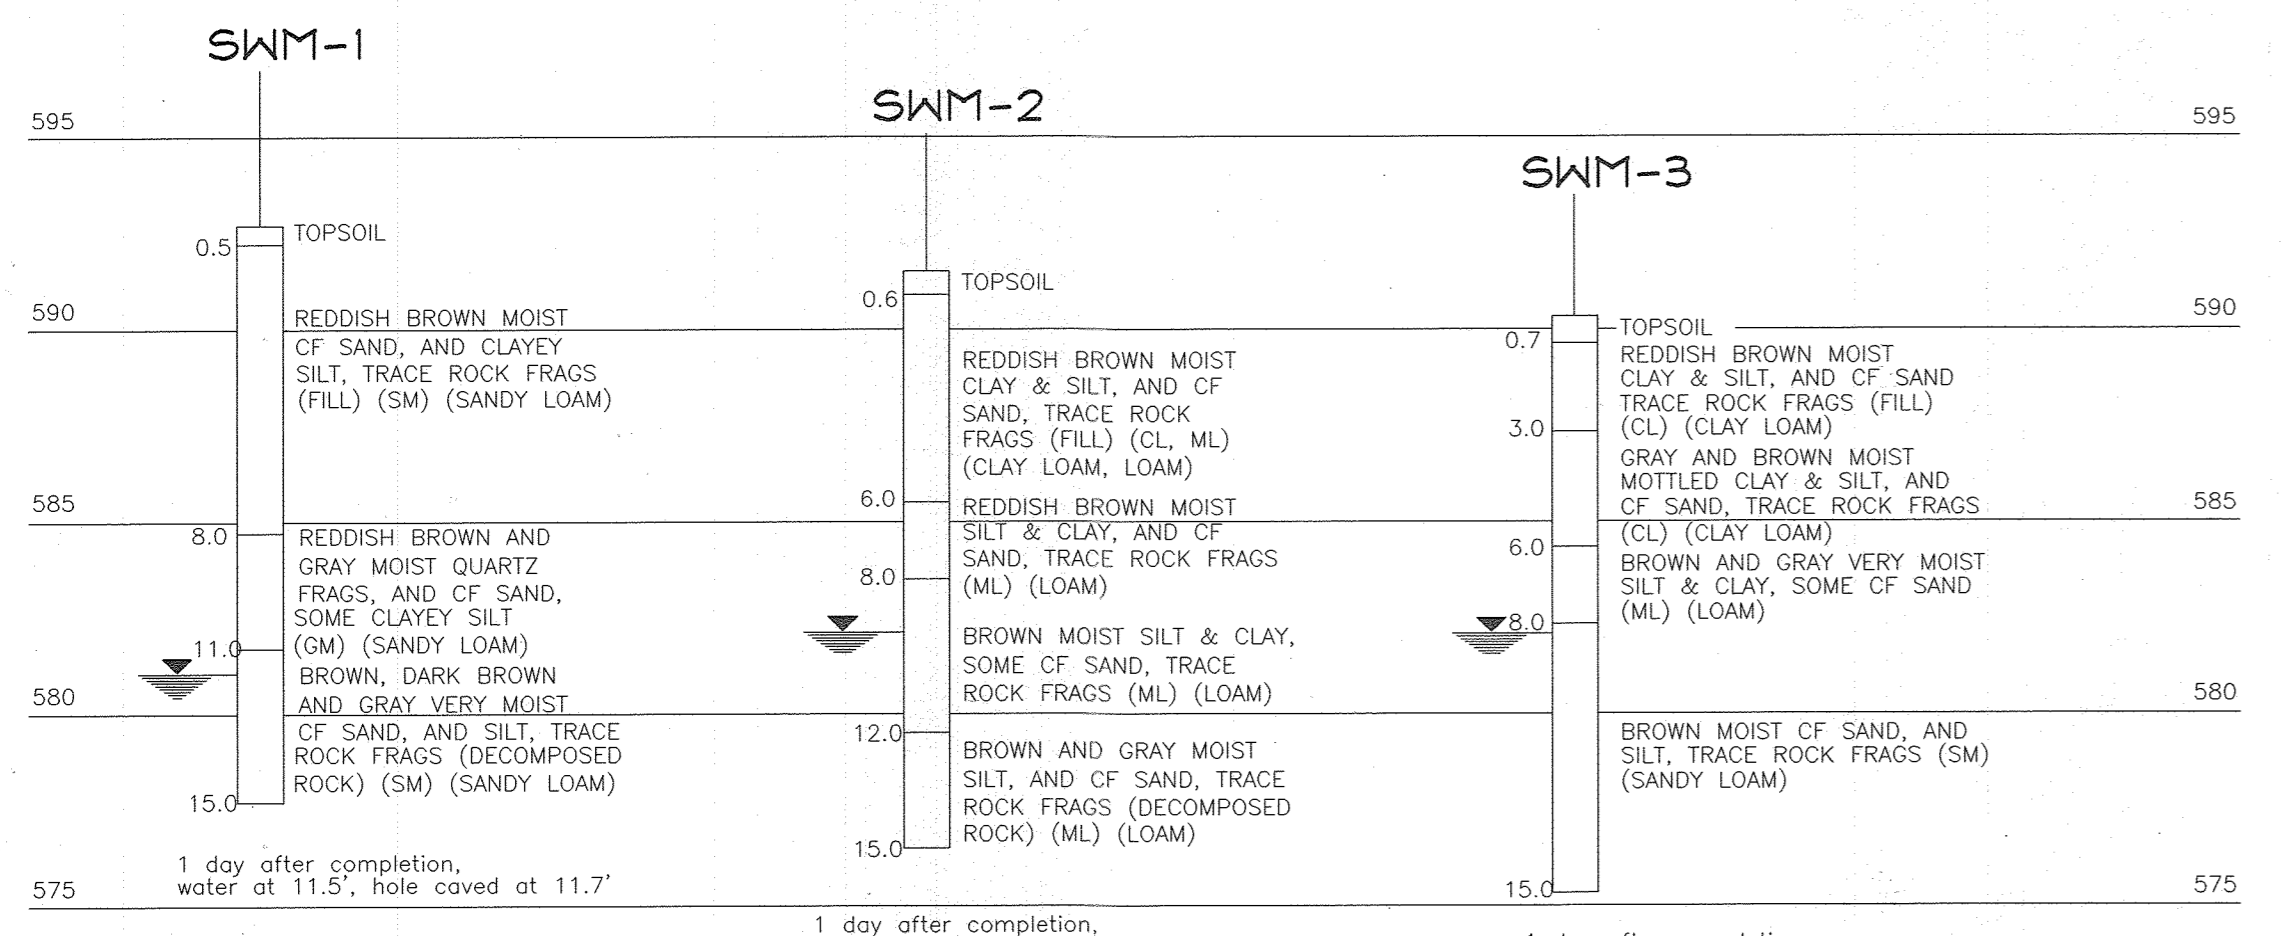 SWM-1
SWM-2
SWM-3
595
595
590
590
585
585
580
580
575
575
0.5
TOPSOIL
REDDISH BROWN MOIST
CF SAND, AND CLAYEY
SILT, TRACE ROCK FRAGS
(FILL) (SM) (SANDY LOAM)
8.0
REDDISH BROWN AND
GRAY MOIST QUARTZ
FRAGS, AND CF SAND,
SOME CLAYEY SILT
(GM) (SANDY LOAM)
11.0
BROWN, DARK BROWN
AND GRAY VERY MOIST
CF SAND, AND SILT, TRACE
ROCK FRAGS (DECOMPOSED
ROCK) (SM) (SANDY LOAM)
15.0
1 day after completion,
water at 11.5', hole caved at 11.7'
TOPSOIL
0.6
REDDISH BROWN MOIST
CLAY & SILT, AND CF
SAND, TRACE ROCK
FRAGS (FILL) (CL, ML)
(CLAY LOAM, LOAM)
6.0
REDDISH BROWN MOIST
SILT & CLAY, AND CF
SAND, TRACE ROCK FRAGS
(ML) (LOAM)
8.0
BROWN MOIST SILT & CLAY,
SOME CF SAND, TRACE
ROCK FRAGS (ML) (LOAM)
12.0
BROWN AND GRAY MOIST
SILT, AND CF SAND, TRACE
ROCK FRAGS (DECOMPOSED
ROCK) (ML) (LOAM)
15.0
1 day after completion,
TOPSOIL
0.7
REDDISH BROWN MOIST
CLAY & SILT, AND CF SAND
TRACE ROCK FRAGS (FILL)
(CL) (CLAY LOAM)
3.0
GRAY AND BROWN MOIST
MOTTLED CLAY & SILT, AND
CF SAND, TRACE ROCK FRAGS
(CL) (CLAY LOAM)
6.0
BROWN AND GRAY VERY MOIST
SILT & CLAY, SOME CF SAND
(ML) (LOAM)
8.0
BROWN MOIST CF SAND, AND
SILT, TRACE ROCK FRAGS (SM)
(SANDY LOAM)
15.0